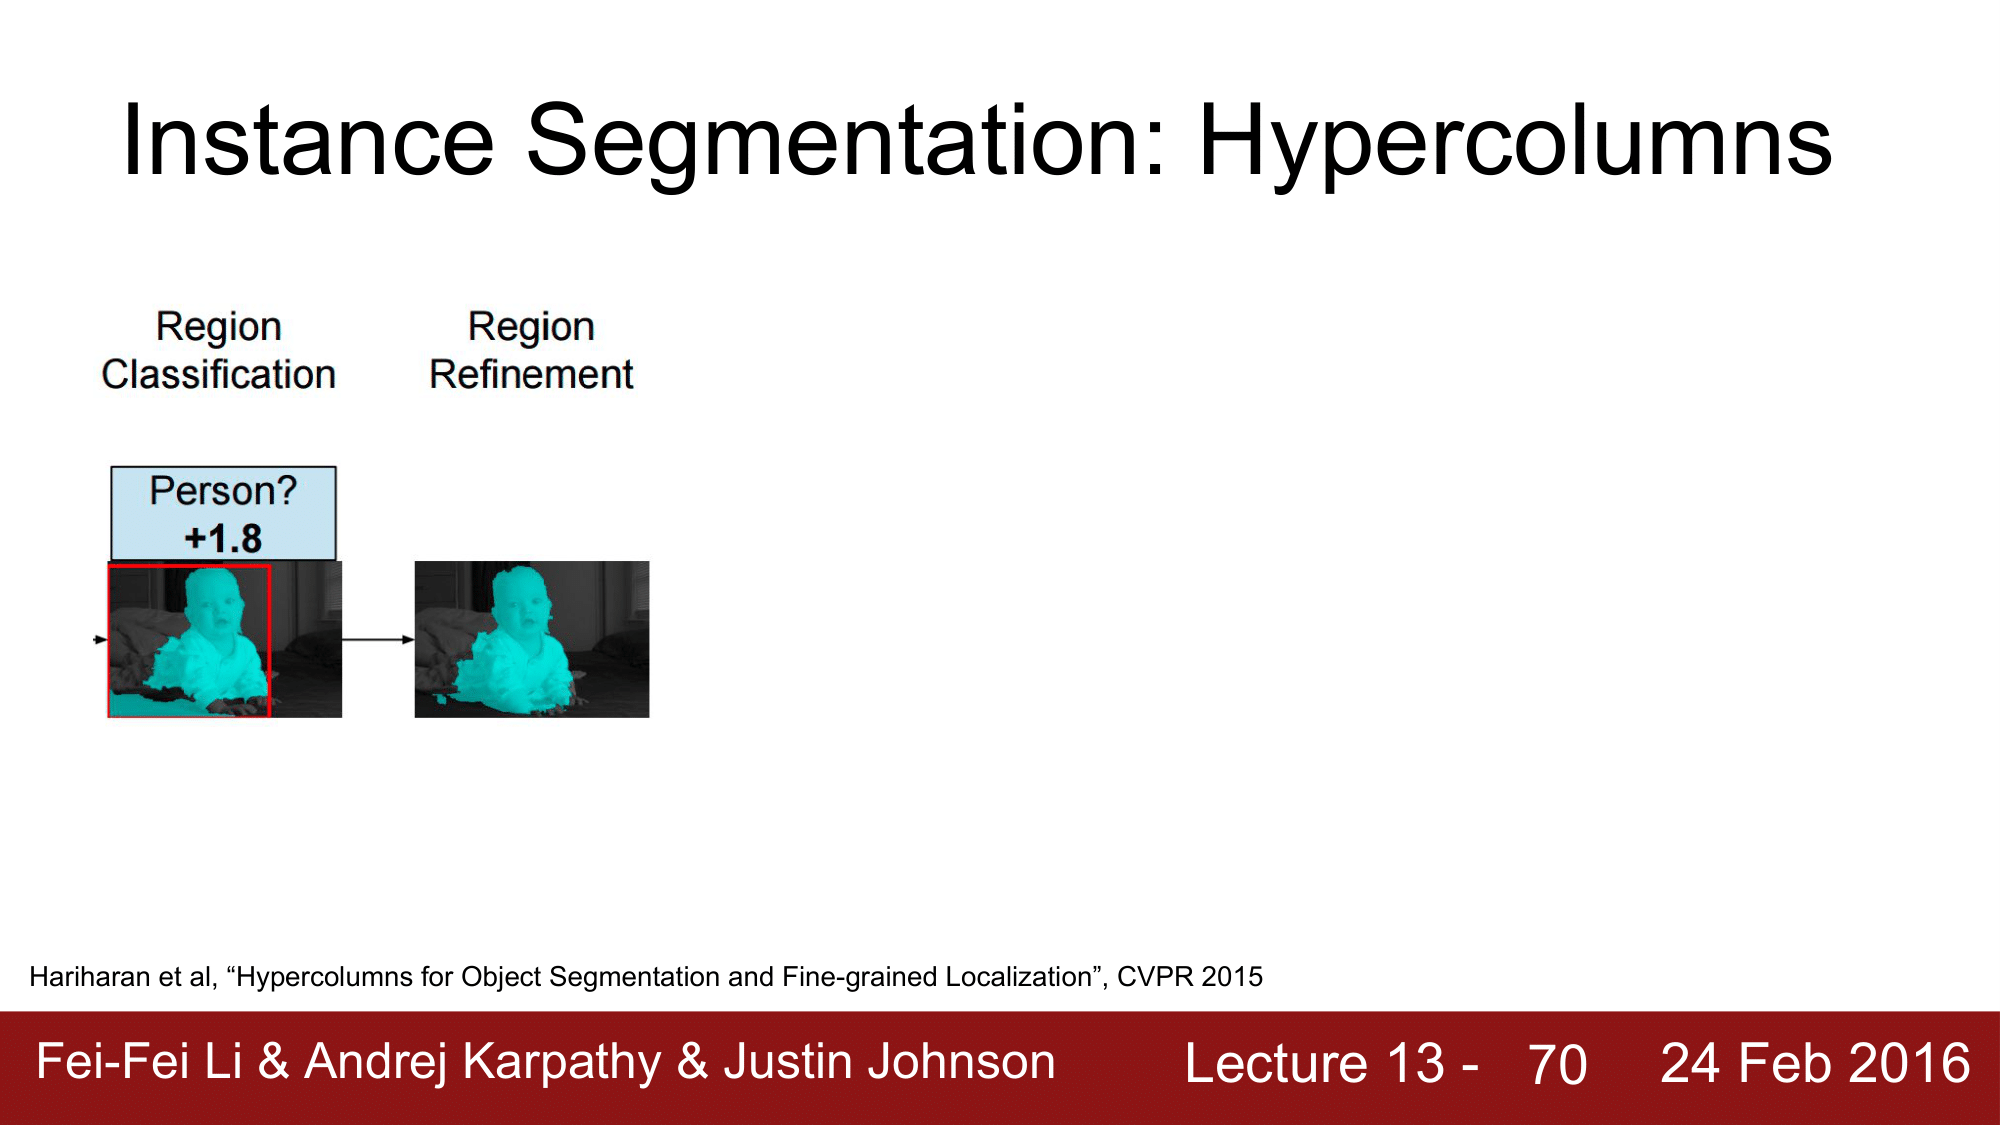 Instance Segmentation: Hypercolumns
Region
Classification
Region
Refinement
Person?
+1.8
Hariharan et al, “Hypercolumns for Object Segmentation and Fine-grained Localization”, CVPR 2015
Fei-Fei Li & Andrej Karpathy & Justin Johnson Lecture 13 - 70 24 Feb 2016